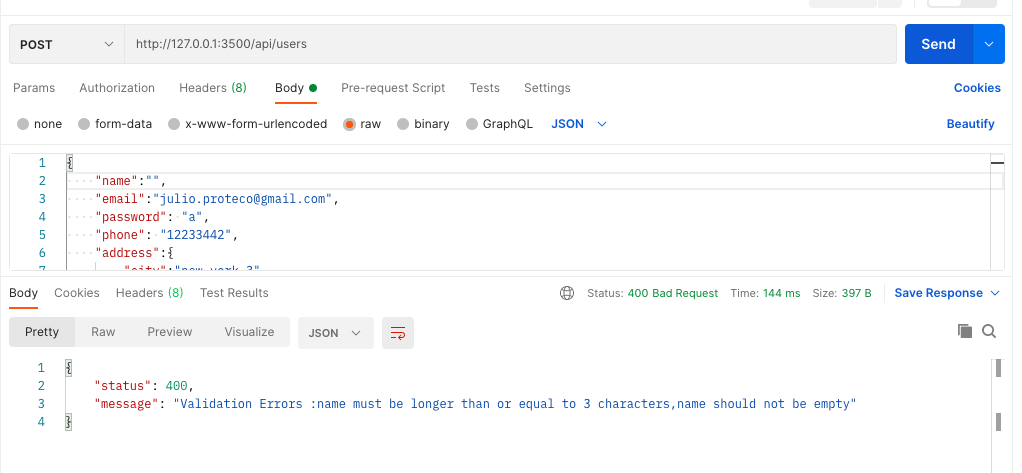 POST http://127.0.0.1:3500/api/users Send
Params Authorization Headers (8) Body Pre-request Script Tests Settings Cookies
none form-data x-www-form-urlencoded raw binary GraphQL JSON Beautify
1 {
2 "name":"",
3 "email":"julio.proteco@gmail.com",
4 "password": "a",
5 "phone": "12233442",
6 "address":{
7 "city":"new york 3"
Body Cookies Headers (8) Test Results Status: 400 Bad Request Time: 144 ms Size: 397 B Save Response
Pretty Raw Preview Visualize JSON
1 {
2 "status": 400,
3 "message": "Validation Errors :name must be longer than or equal to 3 characters,name should not be empty"
4 }